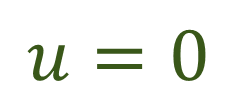 u = 0